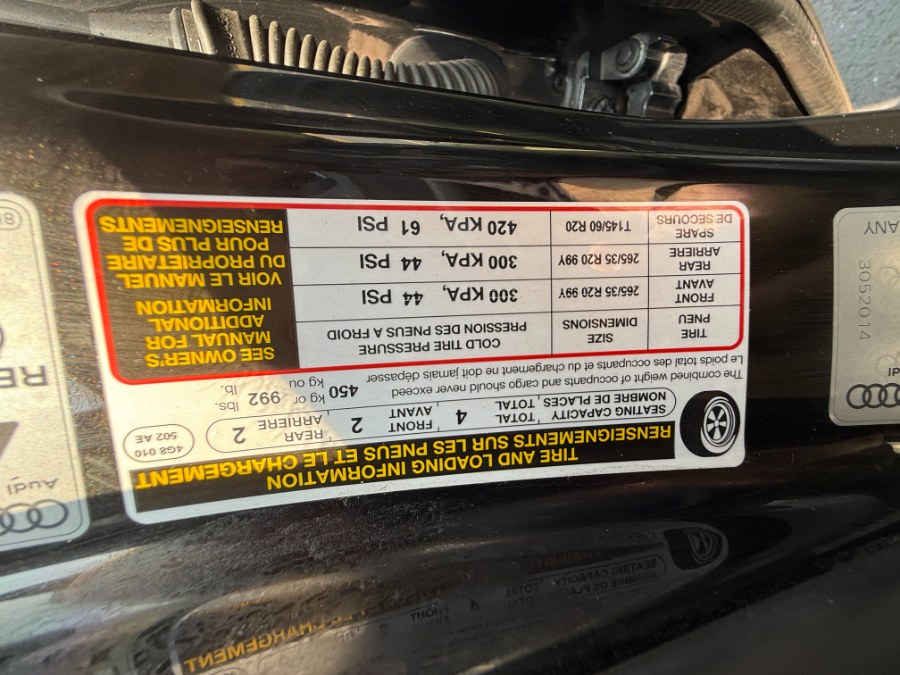 TIRE AND LOADING INFORMATION
RENSEIGNEMENTS SUR LES PNEUS ET LE CHARGEMENT
SEATING CAPACITY
NOMBRE DE PLACES
TOTAL
TOTAL
4
FRONT
AVANT
2
REAR
ARRIERE
2
4G8 010
502 AE
The combined weight of occupants and cargo should never exceed
Le poids total des occupants et du chargement ne doit jamais dépasser
450 kg or 992 lbs.
kg ou lb.
TIRE
PNEU
SIZE
DIMENSIONS
COLD TIRE PRESSURE
PRESSION DES PNEUS A FROID
FRONT
AVANT
265/35 R20 99Y
300 KPA, 44 PSI
REAR
ARRIERE
265/35 R20 99Y
300 KPA, 44 PSI
SPARE
DE SECOURS
T145/60 R20
420 KPA, 61 PSI
SEE OWNER'S
MANUAL FOR
ADDITIONAL
INFORMATION
VOIR LE MANUEL
DU PROPRIETAIRE
POUR PLUS DE
RENSEIGNEMENTS
Audi
RE
ANY
3052014